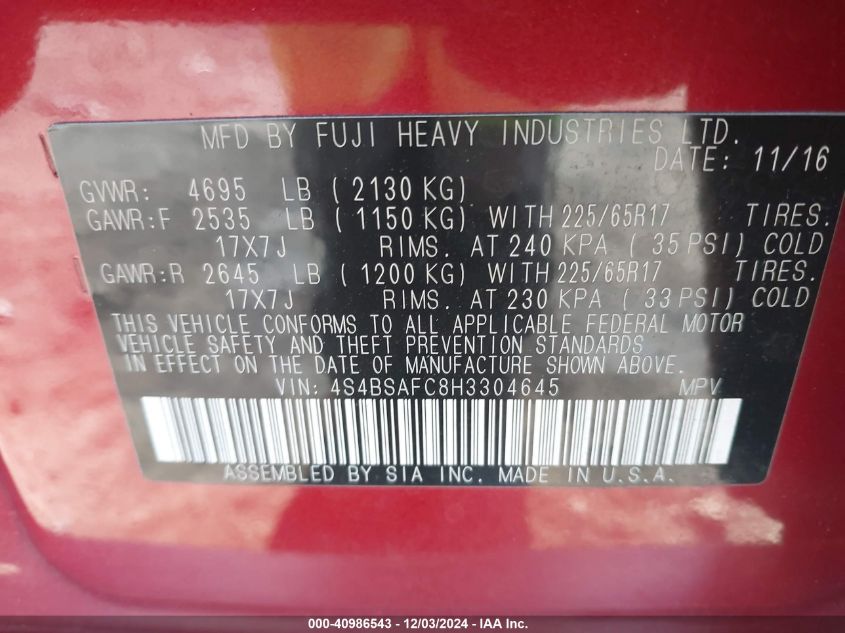 MFD BY FUJI HEAVY INDUSTRIES LTD.
DATE: 11/16
GVWR: 4695 LB (2130 KG)
GAWR:F 2535 LB (1150 KG) WITH 225/65R17 TIRES.
17X7J RIMS. AT 240 KPA (35 PSI) COLD
GAWR:R 2645 LB (1200 KG) WITH 225/65R17 TIRES.
17X7J RIMS. AT 230 KPA (33 PSI) COLD
THIS VEHICLE CONFORMS TO ALL APPLICABLE FEDERAL MOTOR
VEHICLE SAFETY AND THEFT PREVENTION STANDARDS
IN EFFECT ON THE DATE OF MANUFACTURE SHOWN ABOVE.
VIN: 4S4BSAFC8H3304645 MPV
ASSEMBLED BY SIA INC. MADE IN U.S.A.
000-40986543 - 12/03/2024 - IAA Inc.